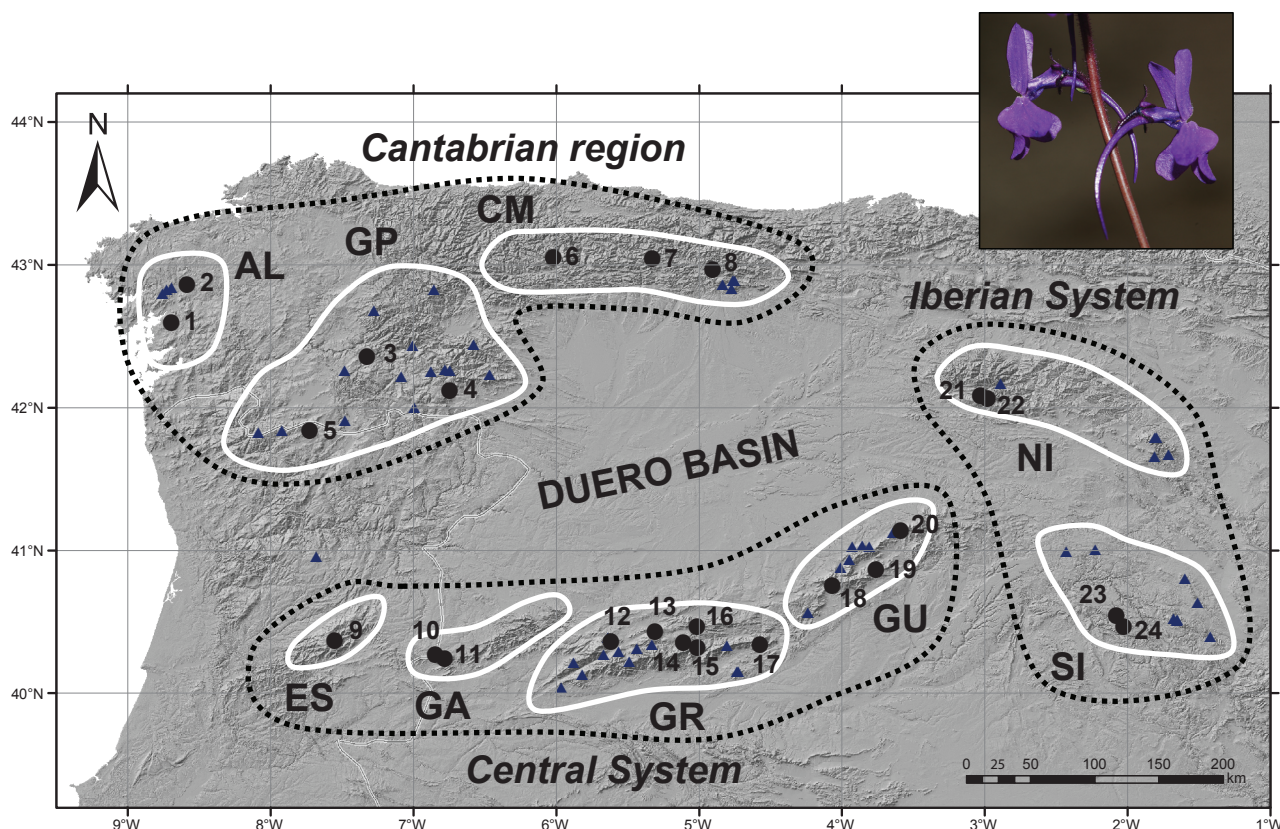 44°N
N
Cantabrian region
CM
GP
43°N
AL
6
7
8
2
1
Iberian System
3
4
5
42°N
21
22
NI
DUERO BASIN
41°N
20
19
18
GU
23
24
SI
9
10
11
12
13
14
15
16
17
ES
GA
GR
40°N
Central System
0 25 50 100 150 200
km
9°W 8°W 7°W 6°W 5°W 4°W 3°W 2°W 1°W